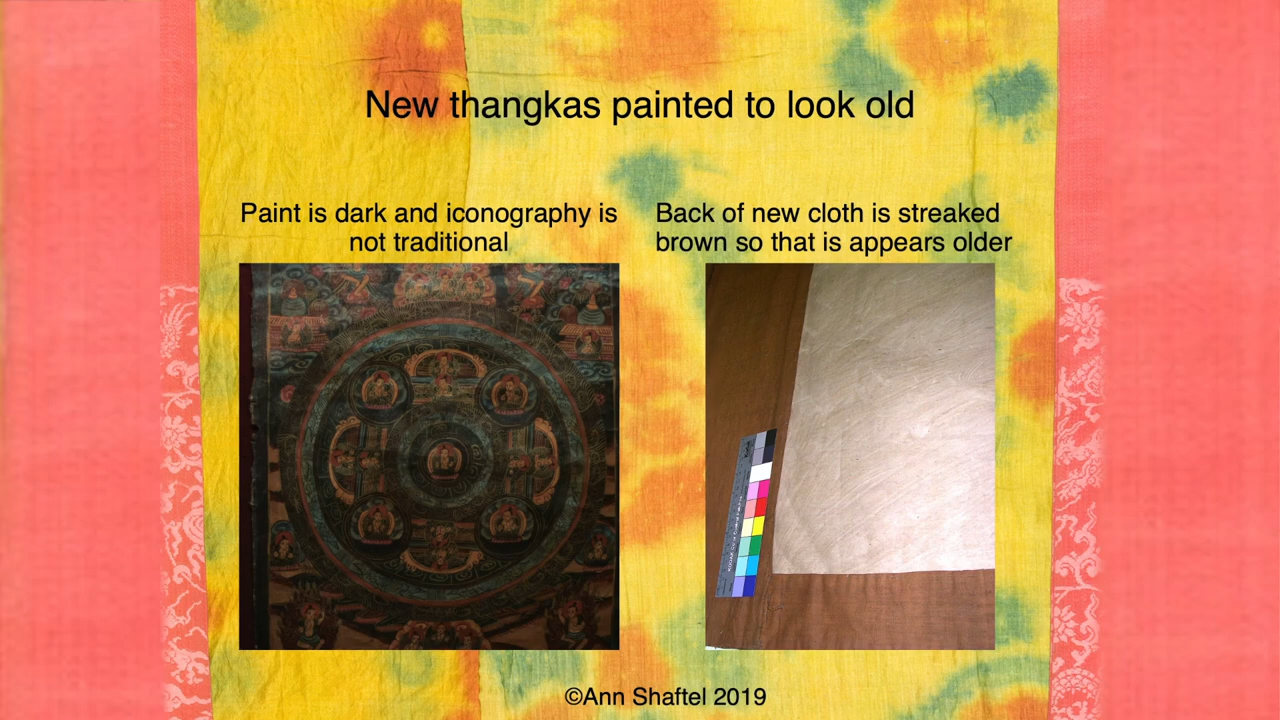 New thangkas painted to look old
Paint is dark and iconography is
not traditional
Back of new cloth is streaked
brown so that is appears older
©Ann Shaftel 2019